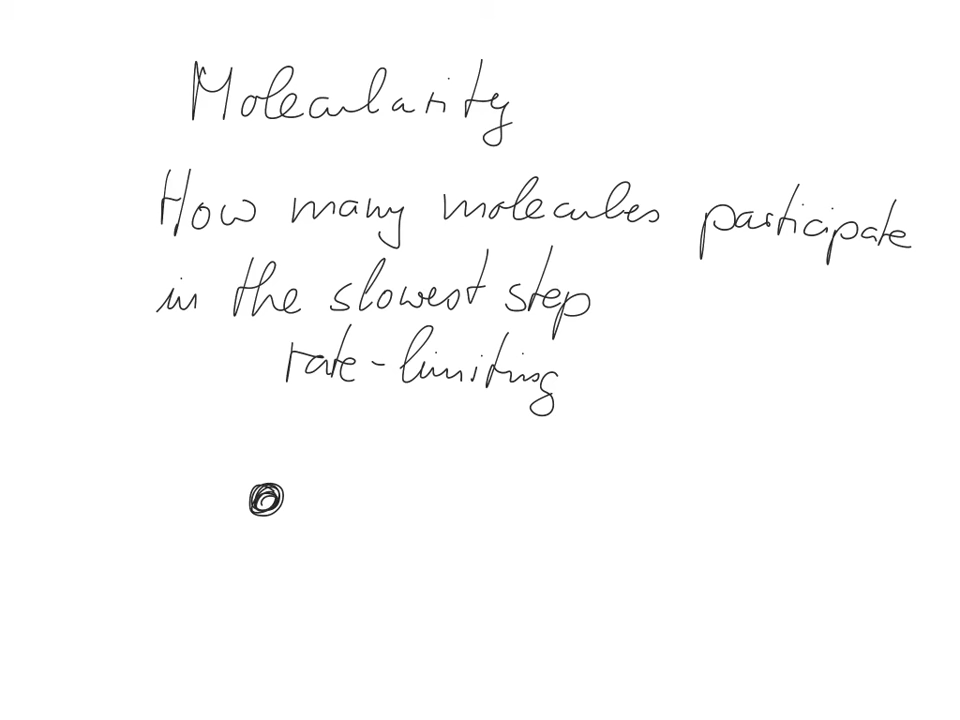 Molecularity
How many molecules participate
in the slowest step
rate-limiting